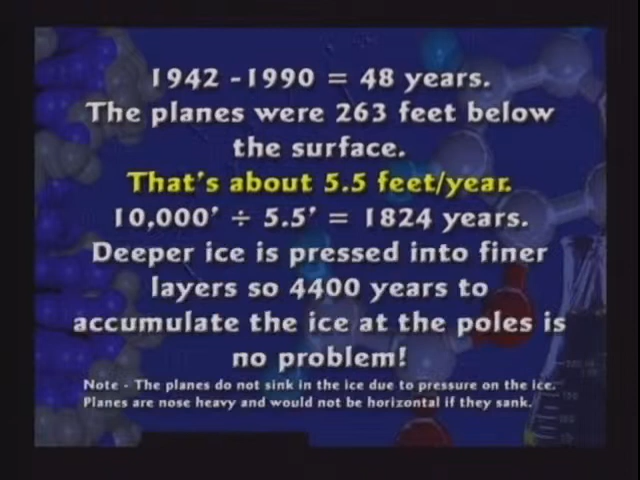 1942 -1990 = 48 years.
The planes were 263 feet below
the surface.
That's about 5.5 feet/year.
10,000' ÷ 5.5' = 1824 years.
Deeper ice is pressed into finer
layers so 4400 years to
accumulate the ice at the poles is
no problem!
Note - The planes do not sink in the ice due to pressure on the ice.
Planes are nose heavy and would not be horizontal if they sank.